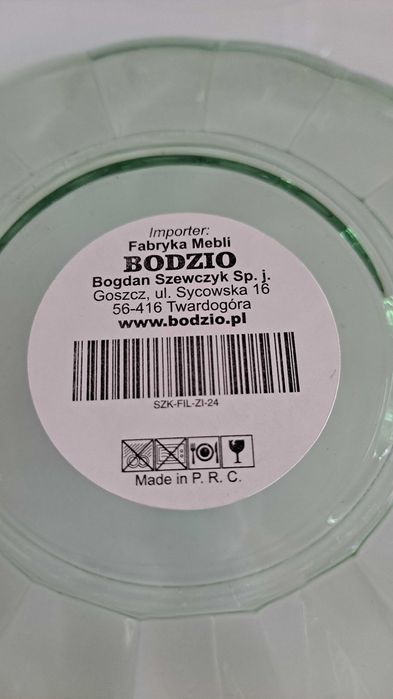 Importer:
Fabryka Mebli
BODZIO
Bogdan Szewczyk Sp. j.
Goszcz, ul. Sycowska 16
56-416 Twardogóra
www.bodzio.pl
SZK-FIL-ZI-24
Made in P. R. C.